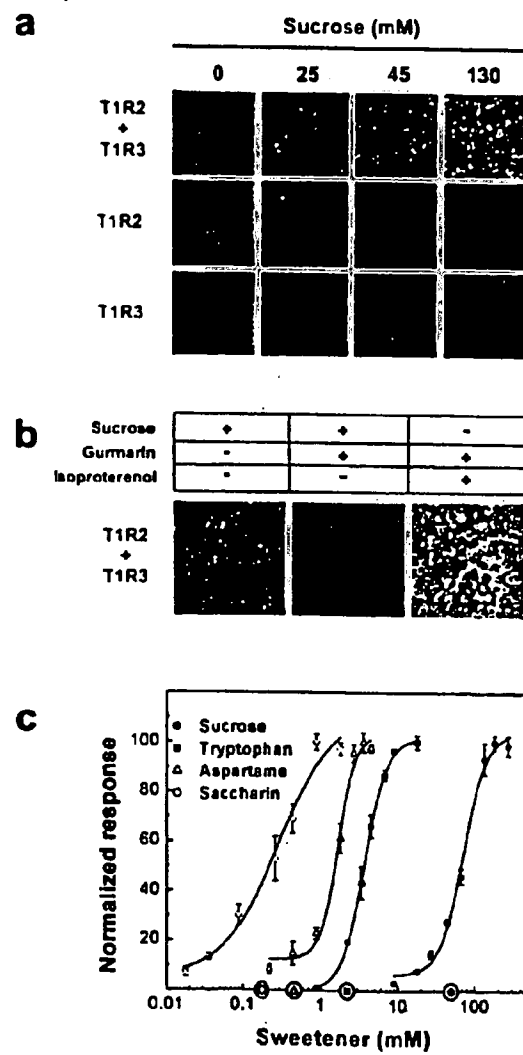 a
Sucrose (mM)
0 25 45 130
T1R2
+
T1R3
T1R2
T1R3
b
Sucrose + + -
Gurmarin - + +
Isoproterenol - - +
T1R2
+
T1R3
c
Sucrose
Tryptophan
Aspartame
Saccharin
Normalized response
100
80
60
40
20
0.01 0.1 1 10 100
Sweetener (mM)